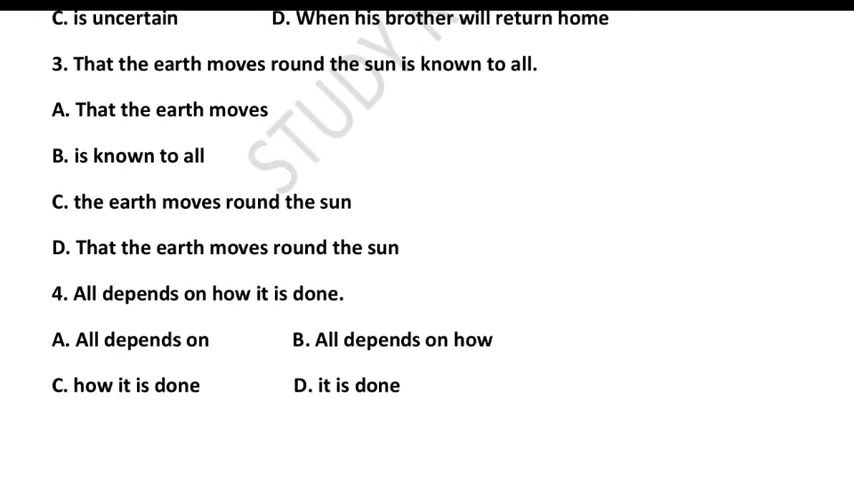 C. is uncertain D. When his brother will return home
3. That the earth moves round the sun is known to all.
A. That the earth moves
B. is known to all
C. the earth moves round the sun
D. That the earth moves round the sun
4. All depends on how it is done.
A. All depends on B. All depends on how
C. how it is done D. it is done
STUDY